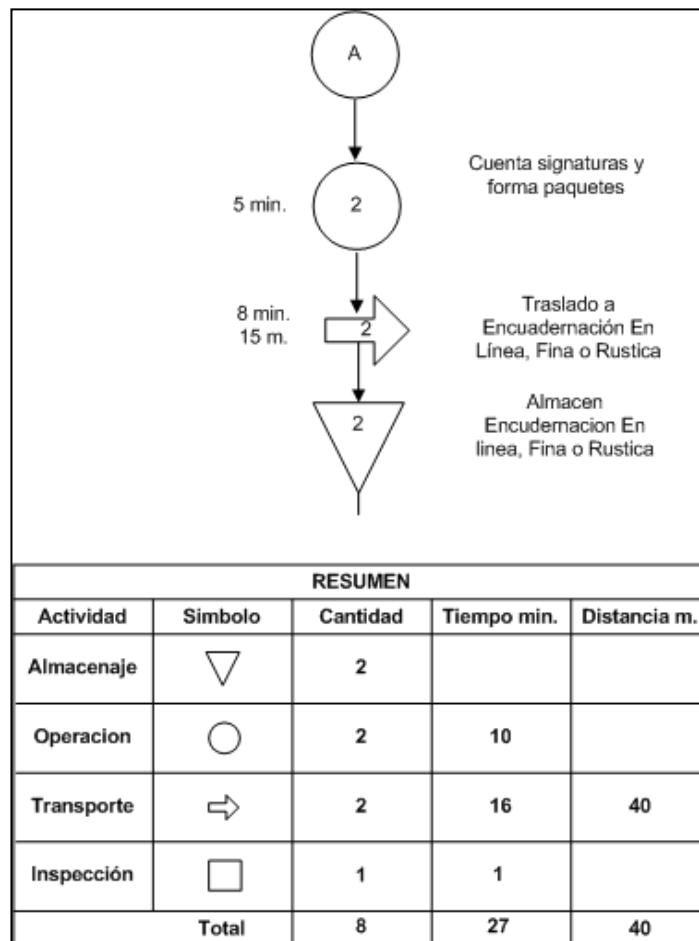 A
5 min.
2
Cuenta signaturas y
forma paquetes
8 min.
15 m.
2
Traslado a
Encuadernación En
Línea, Fina o Rustica
2
Almacen
Encudernacion En
linea, Fina o Rustica
RESUMEN
Actividad Simbolo Cantidad Tiempo min. Distancia m.
Almacenaje 2
Operacion 2 10
Transporte 2 16 40
Inspección 1 1
Total 8 27 40